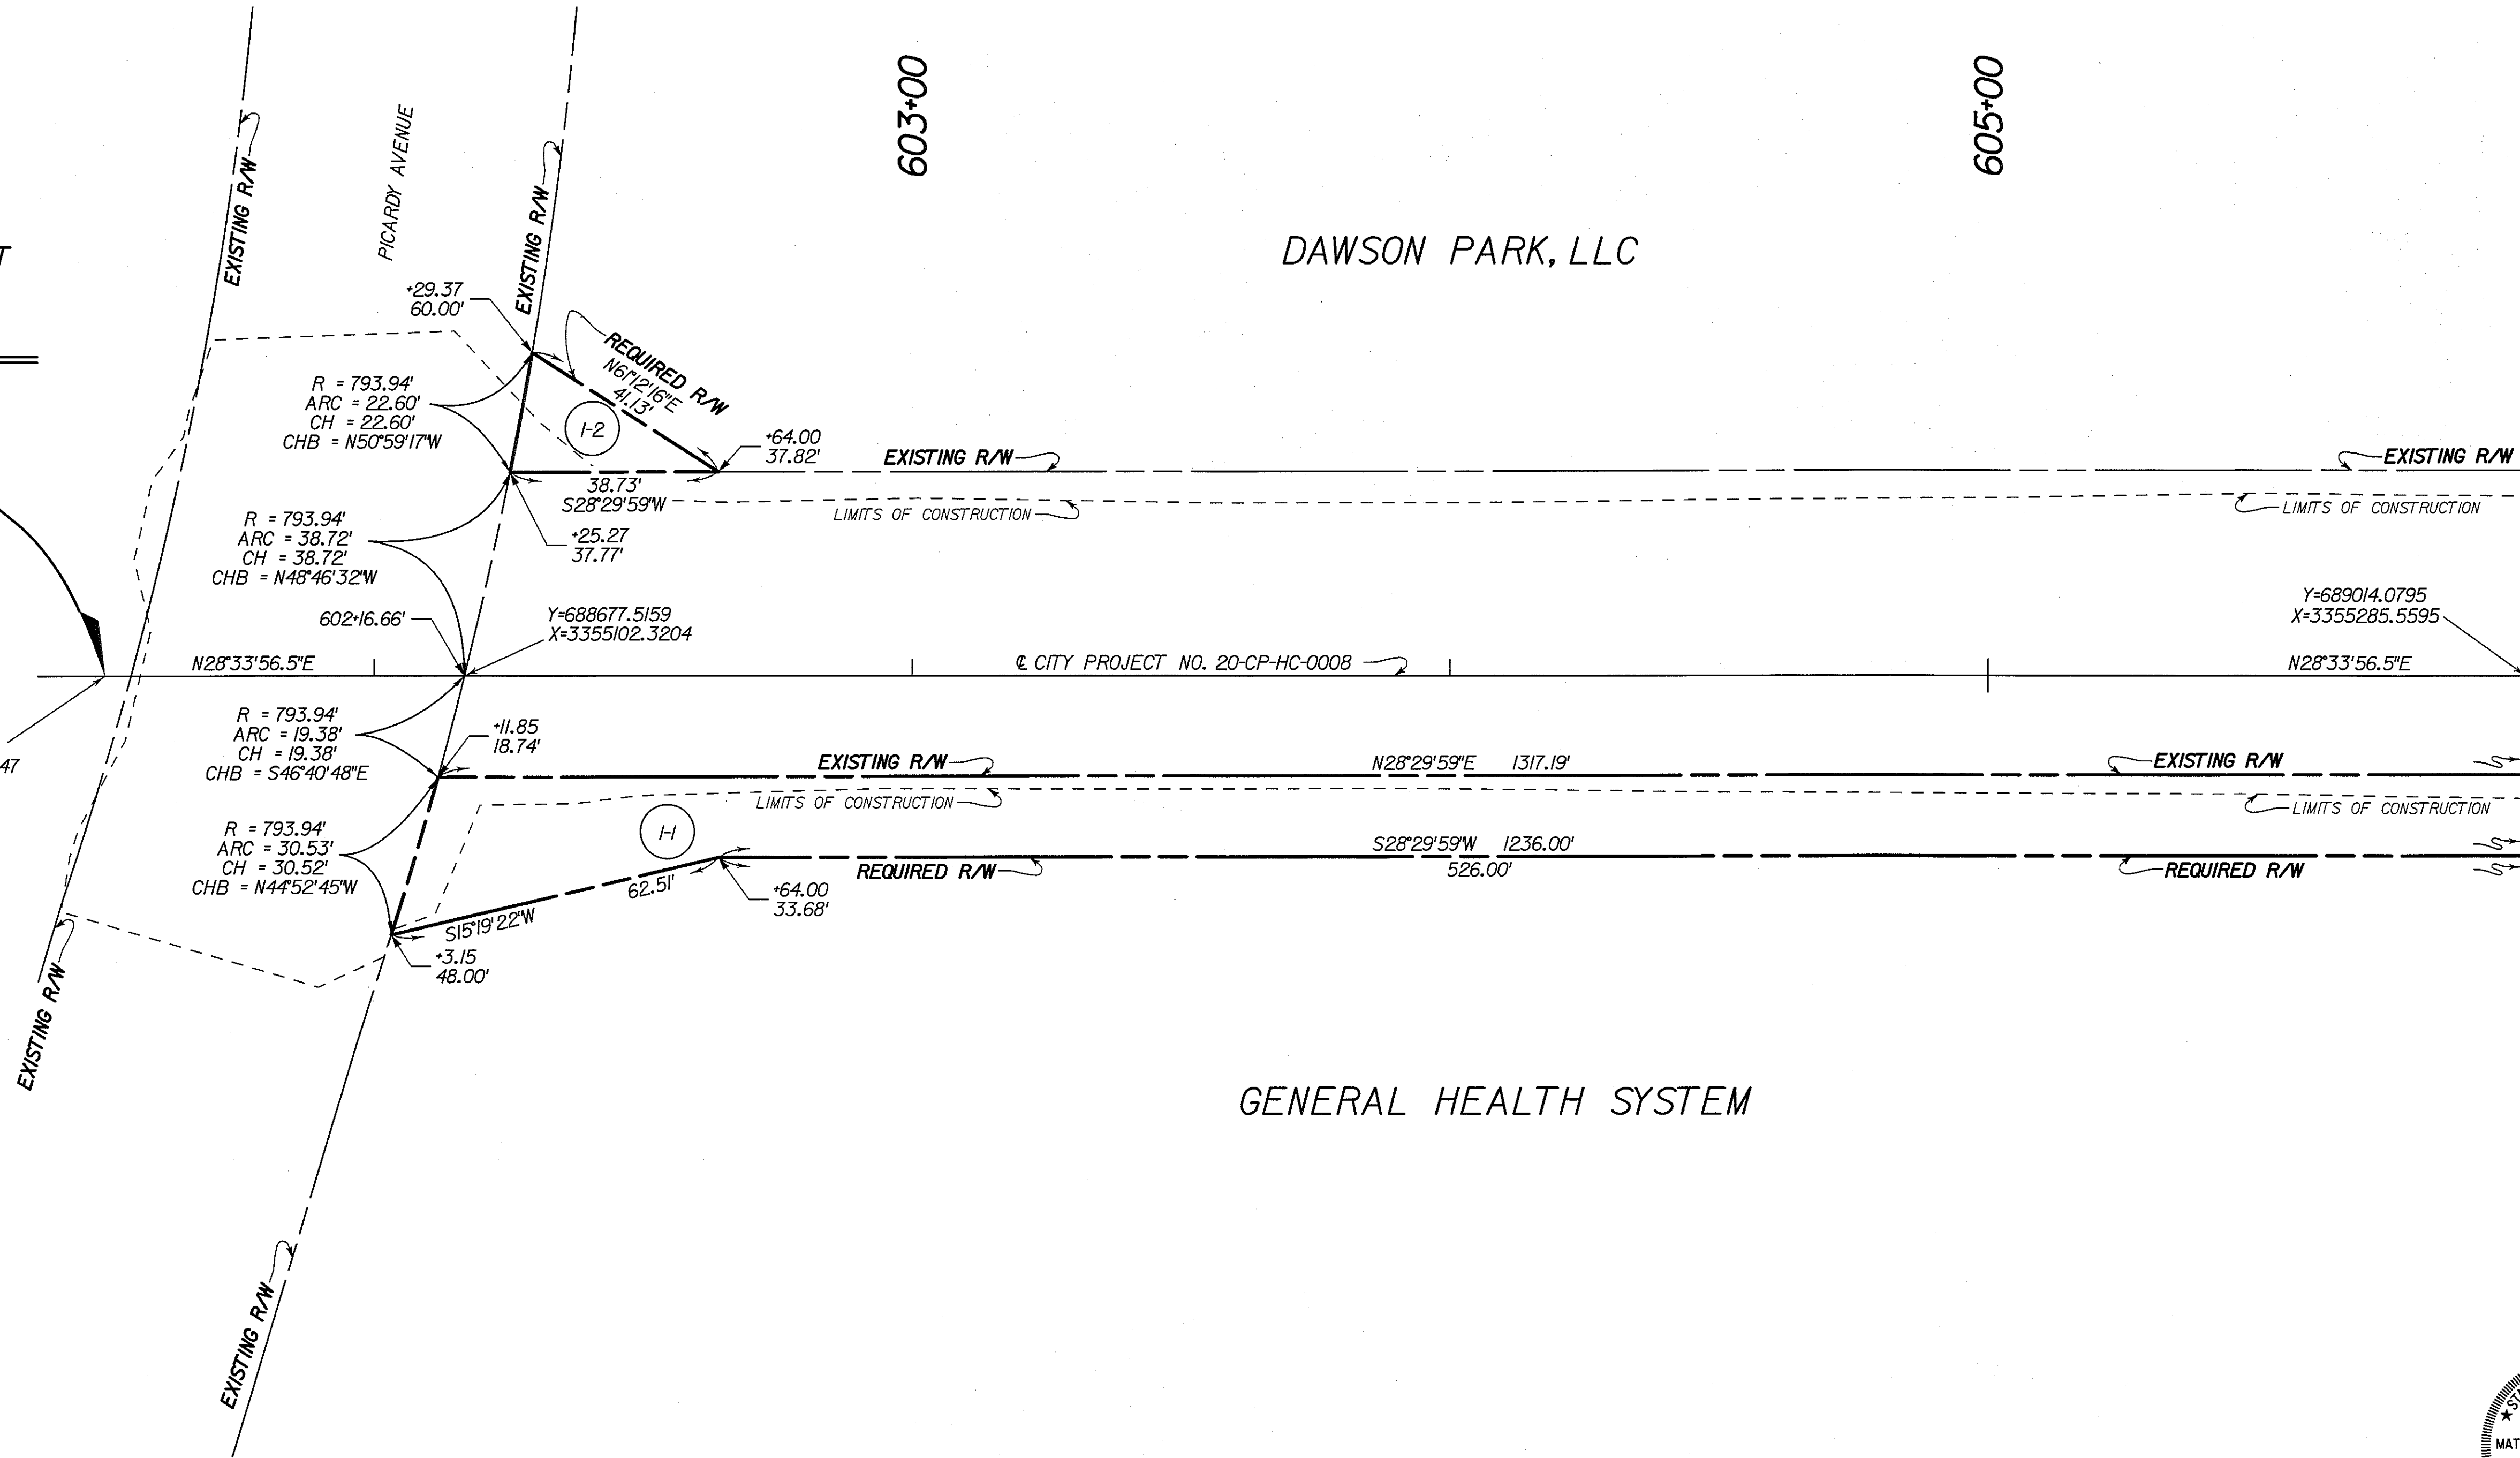 603+00
605+00
PICARDY AVENUE
EXISTING R/W
EXISTING R/W
DAWSON PARK, LLC
+29.37
60.00'
REQUIRED R/W
N61°12'16"E
41.13'
R = 793.94'
ARC = 22.60'
CH = 22.60'
CHB = N50°59'17"W
1-2
+64.00
37.82'
EXISTING R/W
EXISTING R/W
38.73'
S28°29'59"W
LIMITS OF CONSTRUCTION
LIMITS OF CONSTRUCTION
R = 793.94'
ARC = 38.72'
CH = 38.72'
CHB = N48°46'32"W
+25.27
37.77'
602+16.66'
Y=688677.5159
X=3355102.3204
Y=689014.0795
X=3355285.5595
N28°33'56.5"E
℄ CITY PROJECT NO. 20-CP-HC-0008
N28°33'56.5"E
R = 793.94'
ARC = 19.38'
CH = 19.38'
CHB = S46°40'48"E
+11.85
18.74'
47
EXISTING R/W
N28°29'59"E 1317.19'
EXISTING R/W
LIMITS OF CONSTRUCTION
LIMITS OF CONSTRUCTION
R = 793.94'
ARC = 30.53'
CH = 30.52'
CHB = N44°52'45"W
1-1
S28°29'59"W 1236.00'
526.00'
REQUIRED R/W
REQUIRED R/W
62.51'
S15°19'22"W
+64.00
33.68'
+3.15
48.00'
EXISTING R/W
GENERAL HEALTH SYSTEM
EXISTING R/W
MAT